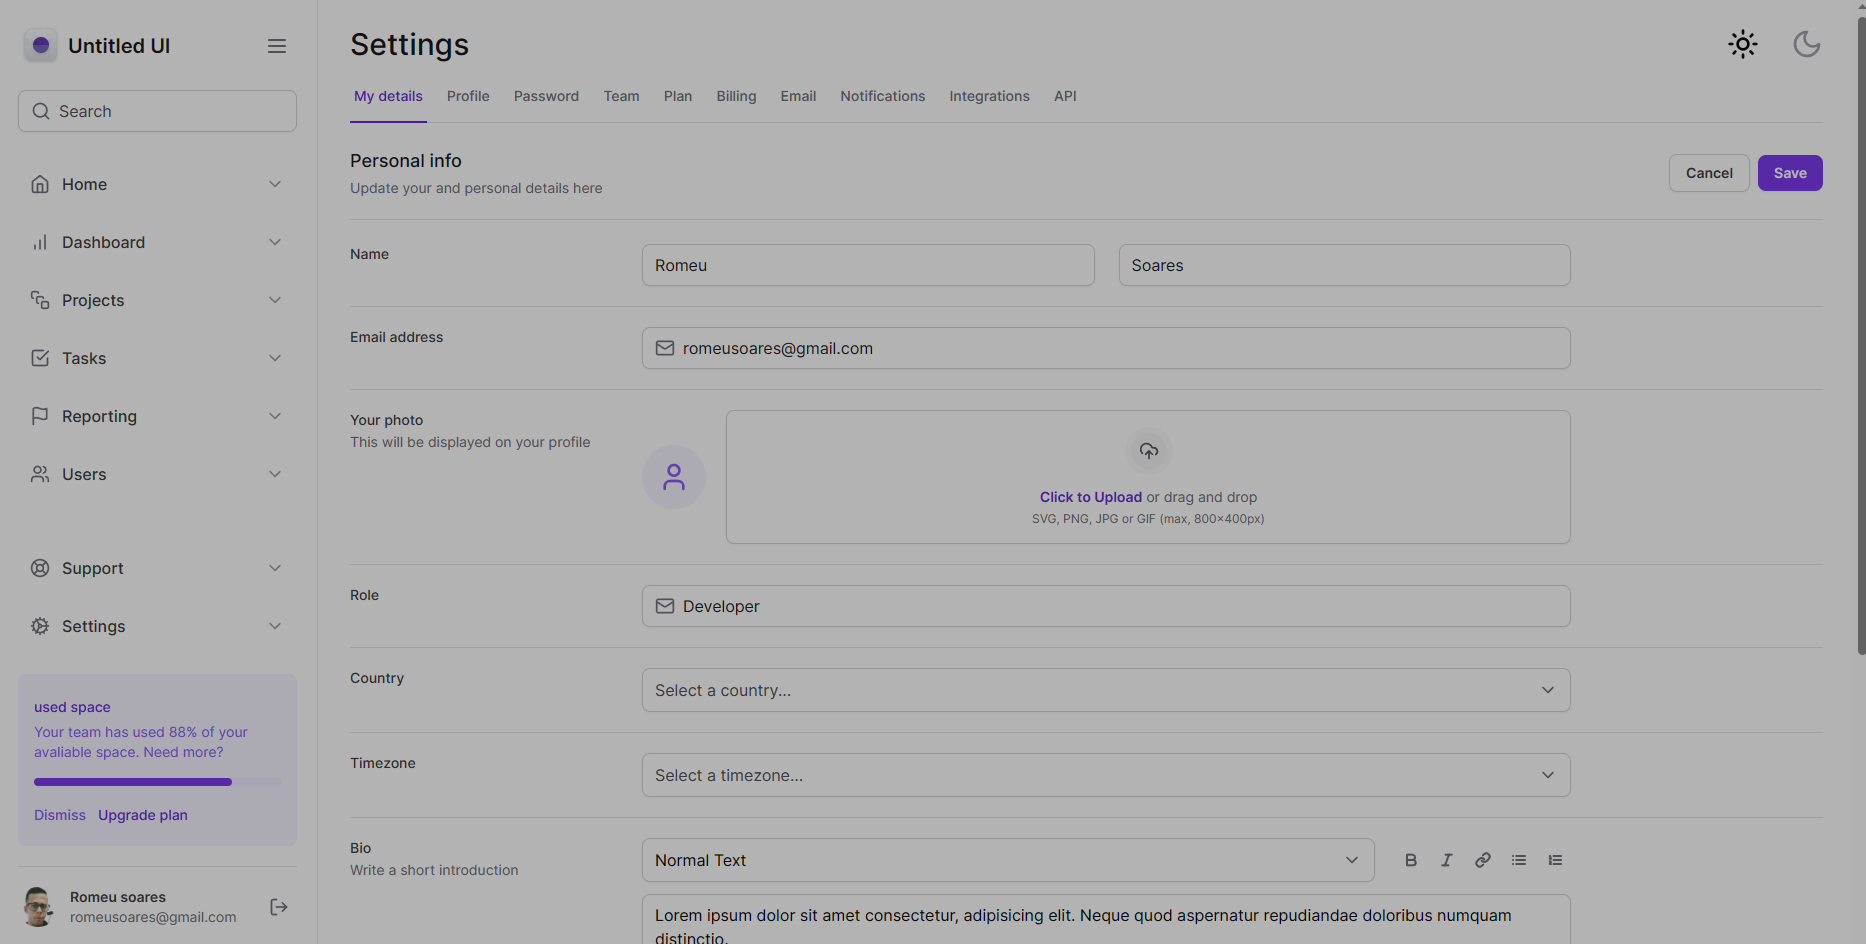 Untitled UI
Search
Home
Dashboard
Projects
Tasks
Reporting
Users
Support
Settings
used space
Your team has used 88% of your
avaliable space. Need more?
Dismiss Upgrade plan
Romeu soares
romeusoares@gmail.com
Settings
My details Profile Password Team Plan Billing Email Notifications Integrations API
Personal info
Update your and personal details here
Cancel Save
Name
Romeu Soares
Email address
romeusoares@gmail.com
Your photo
This will be displayed on your profile
Click to Upload or drag and drop
SVG, PNG, JPG or GIF (max, 800×400px)
Role
Developer
Country
Select a country...
Timezone
Select a timezone...
Bio
Write a short introduction
Normal Text
Lorem ipsum dolor sit amet consectetur, adipisicing elit. Neque quod aspernatur repudiandae doloribus numquam
distinctio.